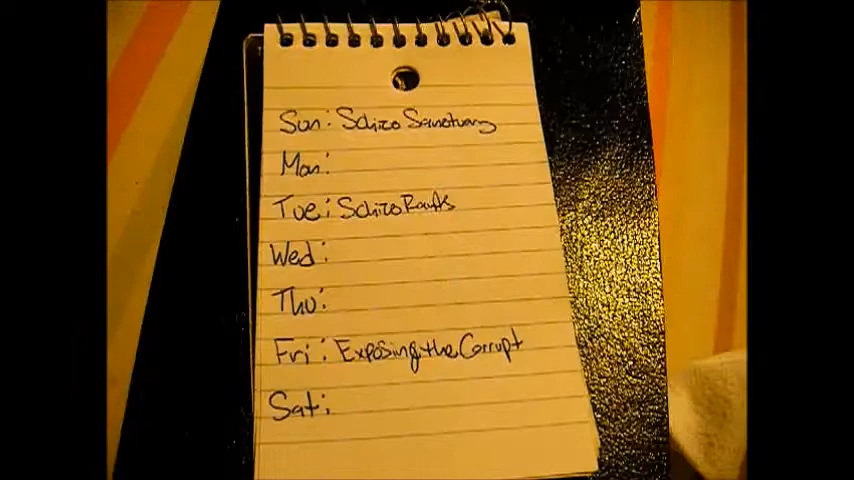 Sun: Schizo Sanctuary
Mon:
Tue: Schizo Rants
Wed:
Thu:
Fri: Exposing the Corrupt
Sat: